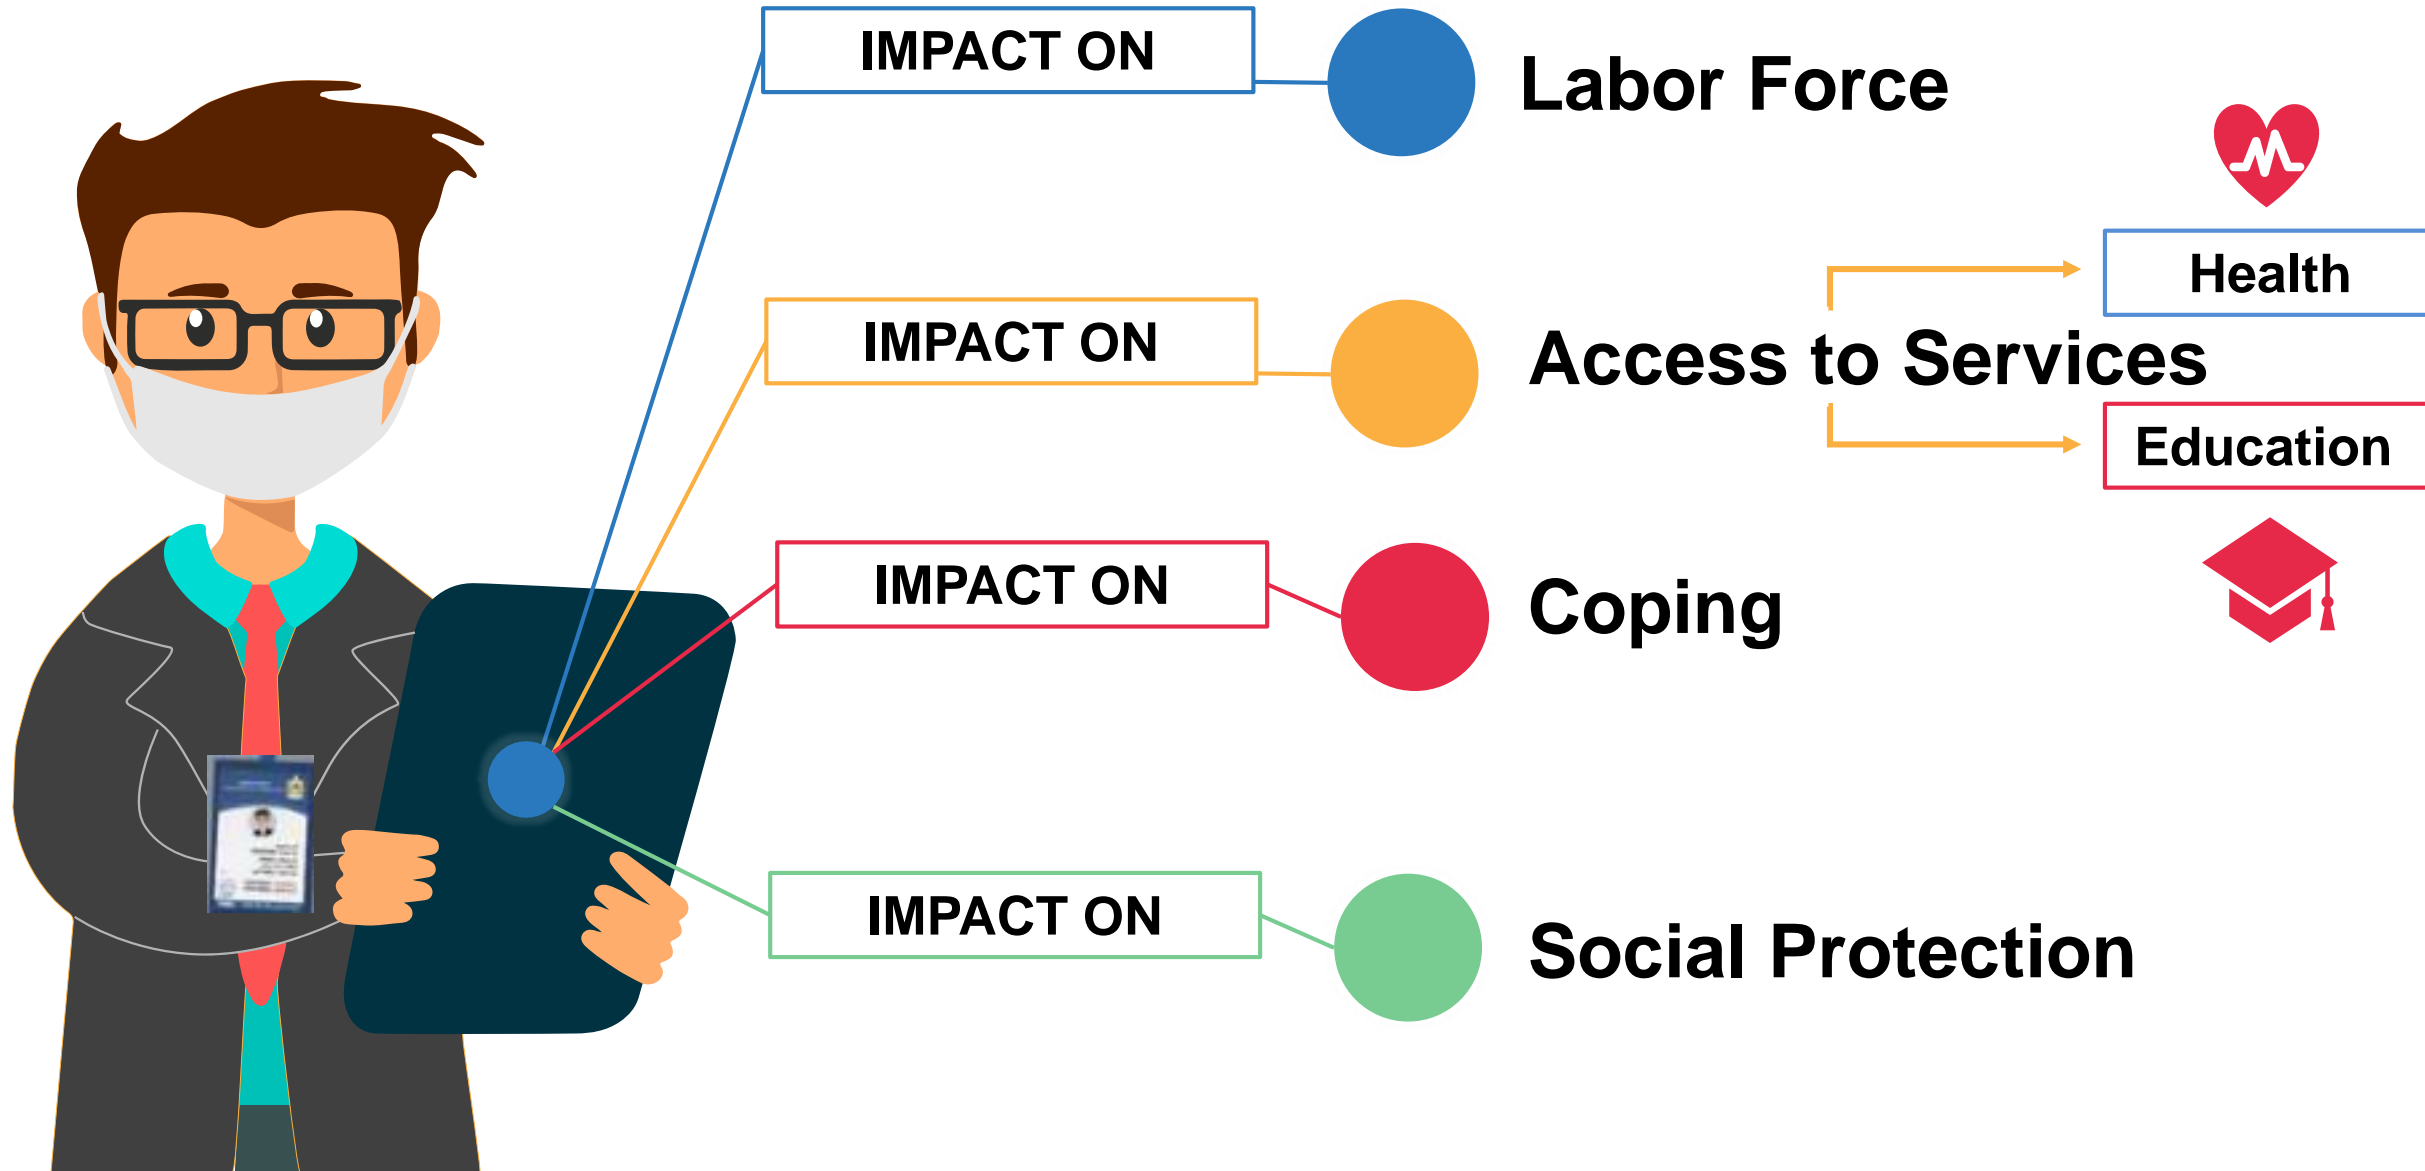 IMPACT ON
Labor Force
IMPACT ON
Access to Services
Health
Education
IMPACT ON
Coping
IMPACT ON
Social Protection